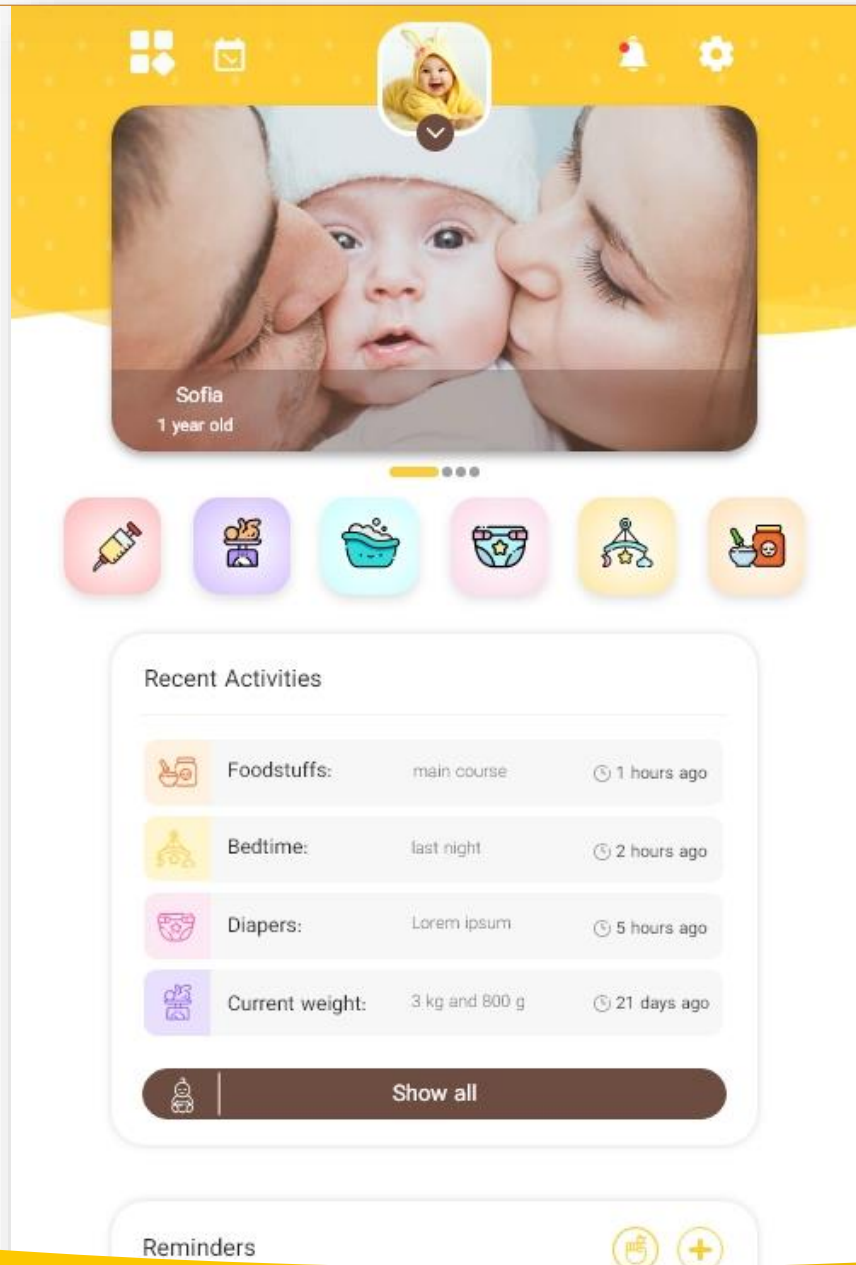 Sofia
1 year old
Recent Activities
Foodstuffs: main course 1 hours ago
Bedtime: last night 2 hours ago
Diapers: Lorem ipsum 5 hours ago
Current weight: 3 kg and 800 g 21 days ago
Show all
Reminders